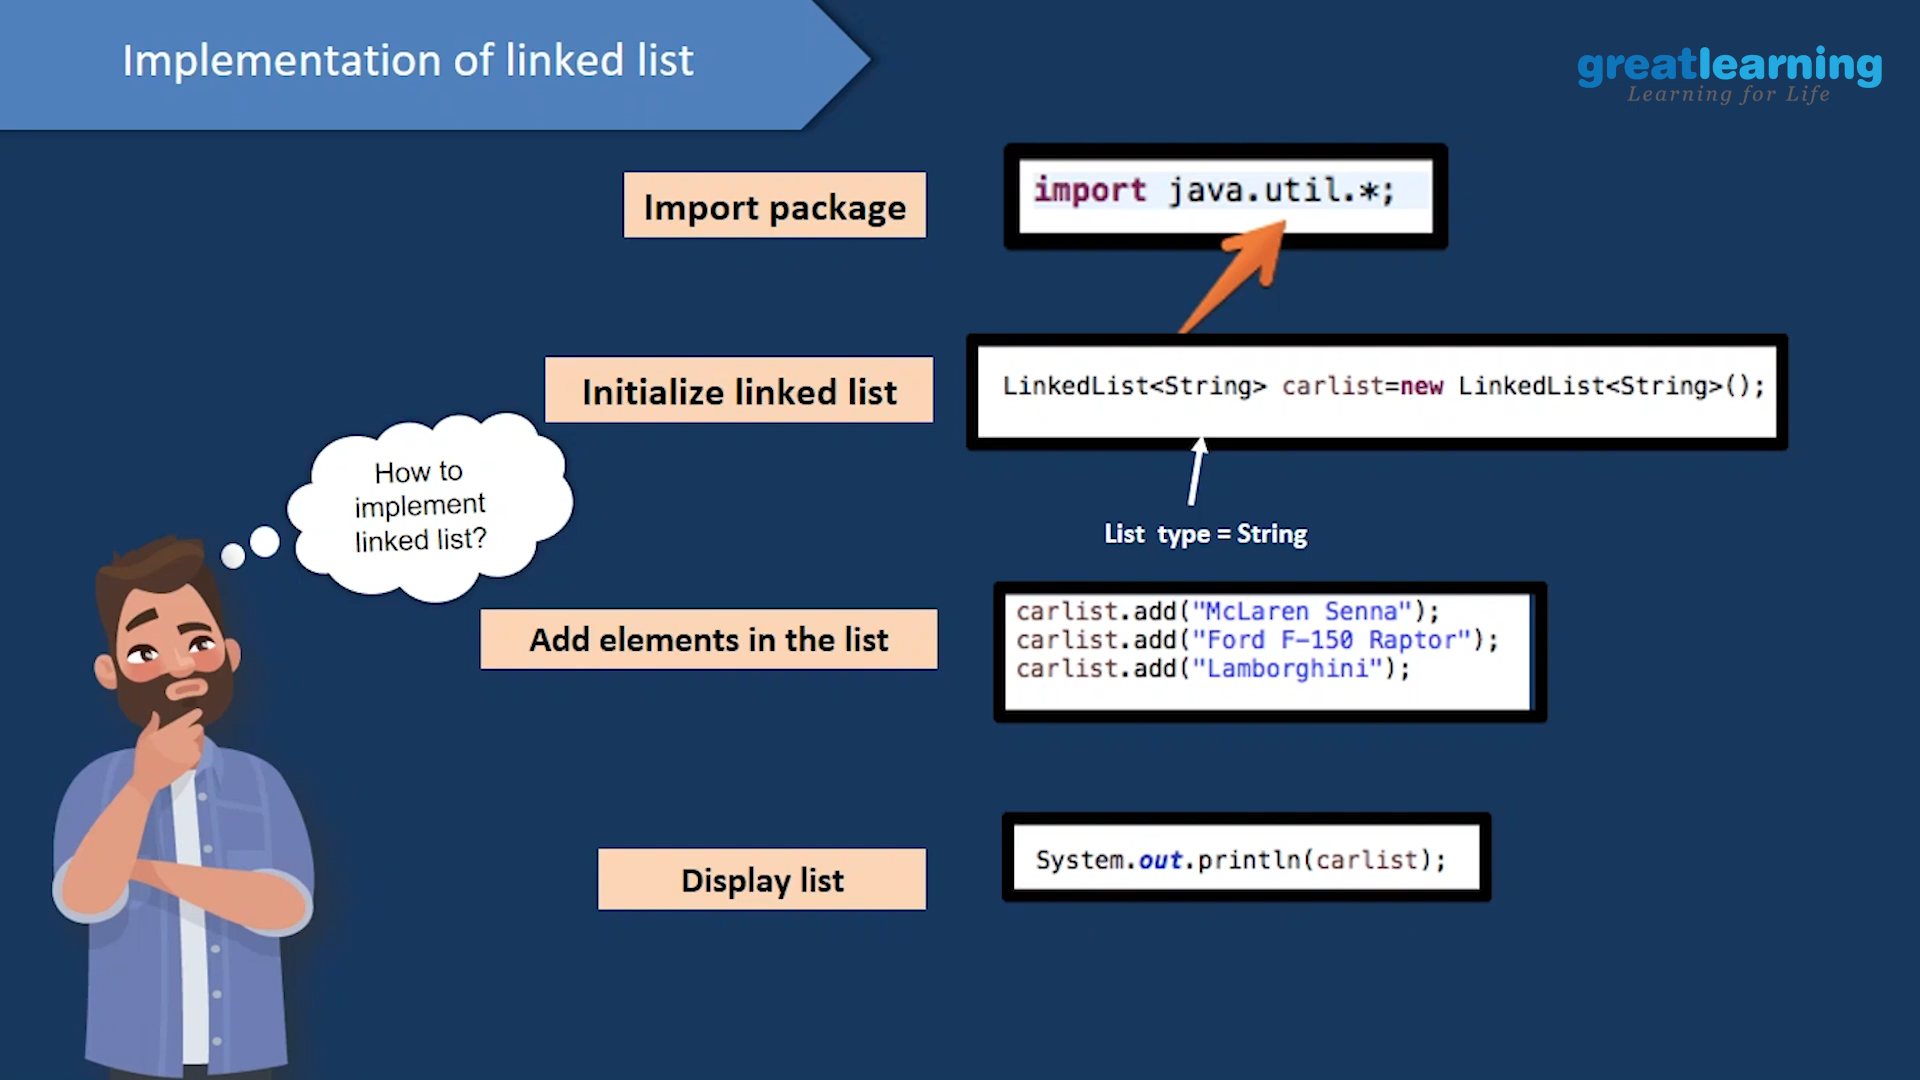 Implementation of linked list
greatlearning
Learning for Life
Import package
import java.util.*;
Initialize linked list
LinkedList<String> carlist=new LinkedList<String>();
How to
implement
linked list?
List type = String
Add elements in the list
carlist.add("McLaren Senna");
carlist.add("Ford F-150 Raptor");
carlist.add("Lamborghini");
Display list
System.out.println(carlist);